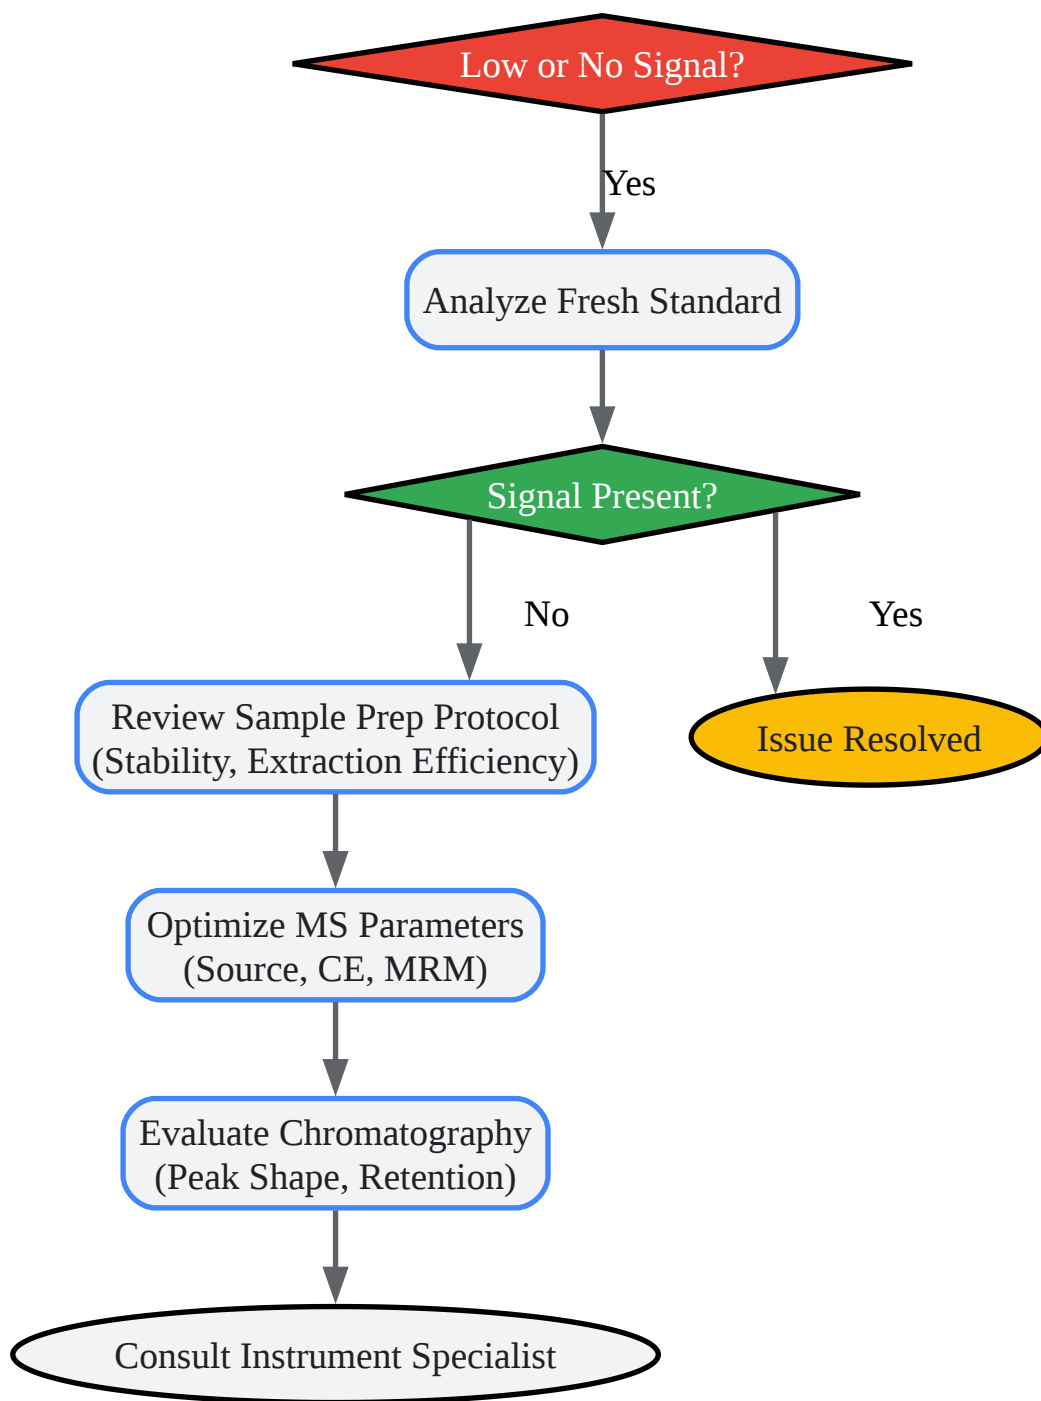 Low or No Signal?
Yes
Analyze Fresh Standard
Signal Present?
No
Yes
Review Sample Prep Protocol
(Stability, Extraction Efficiency)
Issue Resolved
Optimize MS Parameters
(Source, CE, MRM)
Evaluate Chromatography
(Peak Shape, Retention)
Consult Instrument Specialist